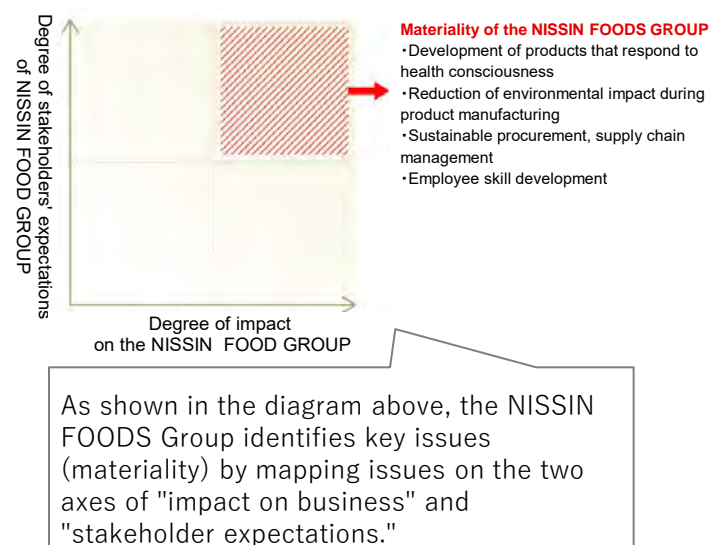 Degree of stakeholders' expectations
of NISSIN FOOD GROUP
Materiality of the NISSIN FOODS GROUP
・Development of products that respond to
health consciousness
・Reduction of environmental impact during
product manufacturing
・Sustainable procurement, supply chain
management
・Employee skill development
Degree of impact
on the NISSIN FOOD GROUP
As shown in the diagram above, the NISSIN
FOODS Group identifies key issues
(materiality) by mapping issues on the two
axes of "impact on business" and
"stakeholder expectations."